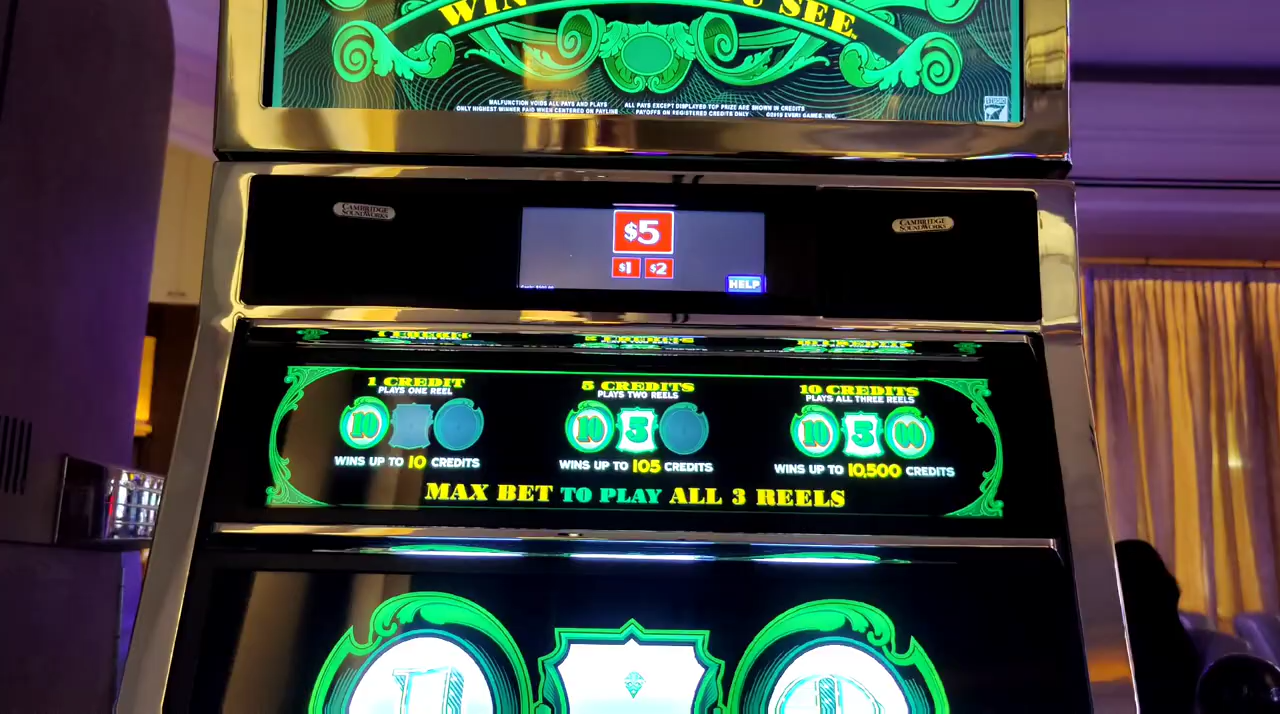 WIN
U SEE
MALFUNCTION VOIDS ALL PAYS AND PLAYS
ALL PAYS EXCEPT DISPLAYED TOP PRIZE ARE SHOWN IN CREDITS
ONLY HIGHEST WINNER PAID WHEN CENTERED ON PAYLINE
PAYOFFS ON REGISTERED CREDITS ONLY
©2019 EVERI GAMES, INC.
CAMBRIDGE
SOUNDWORKS
$5
CAMBRIDGE
SOUNDWORKS
$1
$2
HELP
1 CREDIT
PLAYS ONE REEL
10
WINS UP TO 10 CREDITS
5 CREDITS
PLAYS TWO REELS
10
5
WINS UP TO 105 CREDITS
10 CREDITS
PLAYS ALL THREE REELS
10
5
00
WINS UP TO 10,500 CREDITS
MAX BET TO PLAY ALL 3 REELS